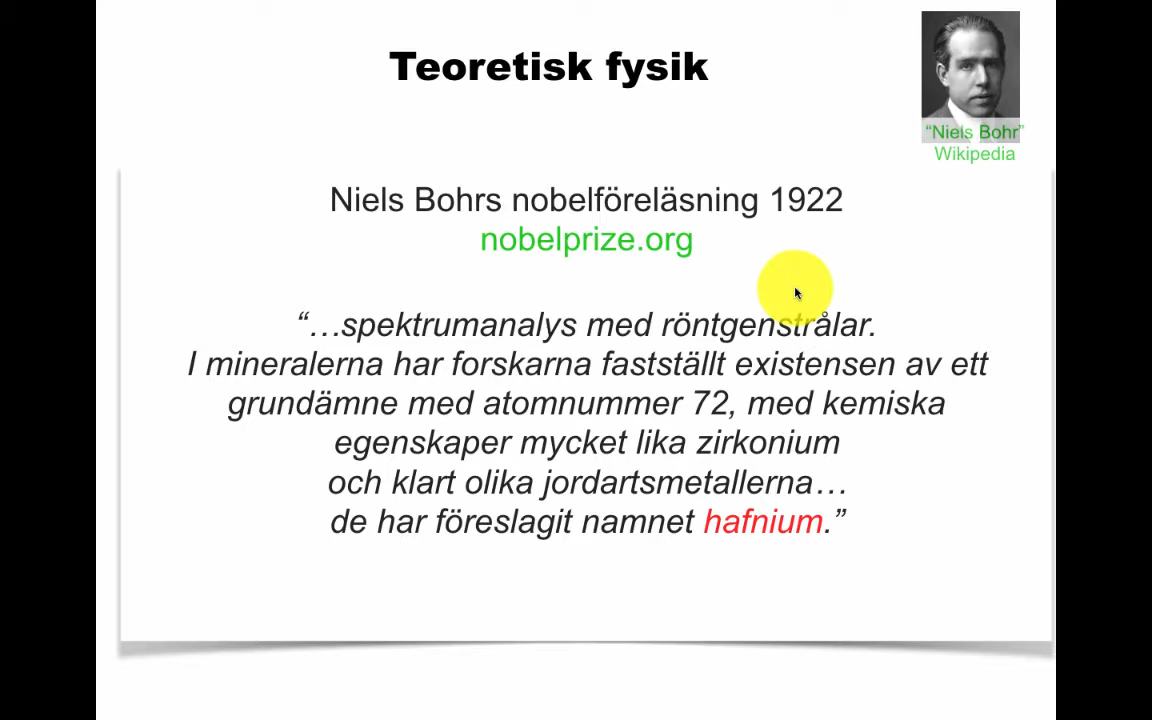 Teoretisk fysik
“Niels Bohr”
Wikipedia
Niels Bohrs nobelföreläsning 1922
nobelprize.org
“…spektrumanalys med röntgenstrålar.
I mineralerna har forskarna fastställt existensen av ett
grundämne med atomnummer 72, med kemiska
egenskaper mycket lika zirkonium
och klart olika jordartsmetallerna…
de har föreslagit namnet hafnium.”